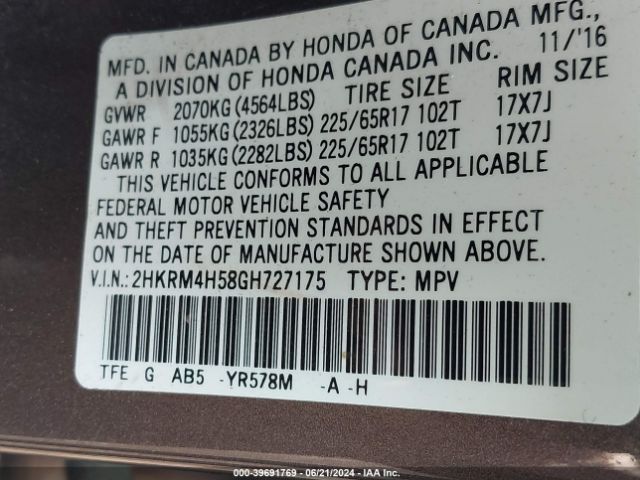 MFD. IN CANADA BY HONDA OF CANADA MFG.,
A DIVISION OF HONDA CANADA INC. 11/'16
GVWR 2070KG(4564LBS) TIRE SIZE RIM SIZE
GAWR F 1055KG(2326LBS) 225/65R17 102T 17X7J
GAWR R 1035KG(2282LBS) 225/65R17 102T 17X7J
THIS VEHICLE CONFORMS TO ALL APPLICABLE
FEDERAL MOTOR VEHICLE SAFETY
AND THEFT PREVENTION STANDARDS IN EFFECT
ON THE DATE OF MANUFACTURE SHOWN ABOVE.
V.I.N.:2HKRM4H58GH727175 TYPE: MPV
TFE G AB5 -YR578M -A -H
000-39691769 - 06/21/2024 - IAA Inc.